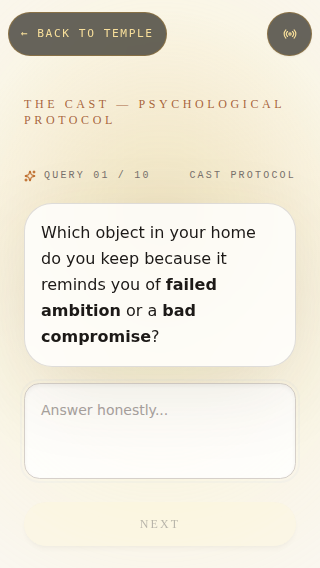 ← BACK TO TEMPLE
THE CAST — PSYCHOLOGICAL
PROTOCOL
QUERY 01 / 10
CAST PROTOCOL
Which object in your home
do you keep because it
reminds you of failed
ambition or a bad
compromise?
Answer honestly...
NEXT